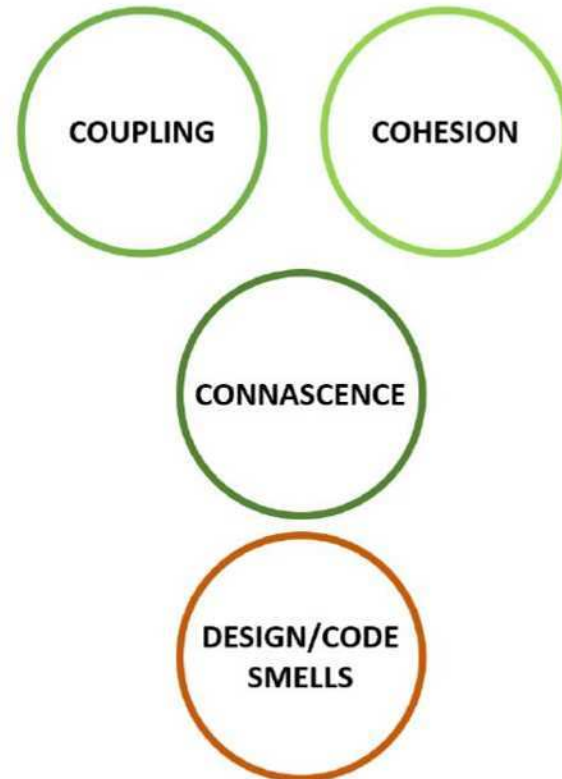 COUPLING
COHESION
CONNASCENCE
DESIGN/CODE
SMELLS